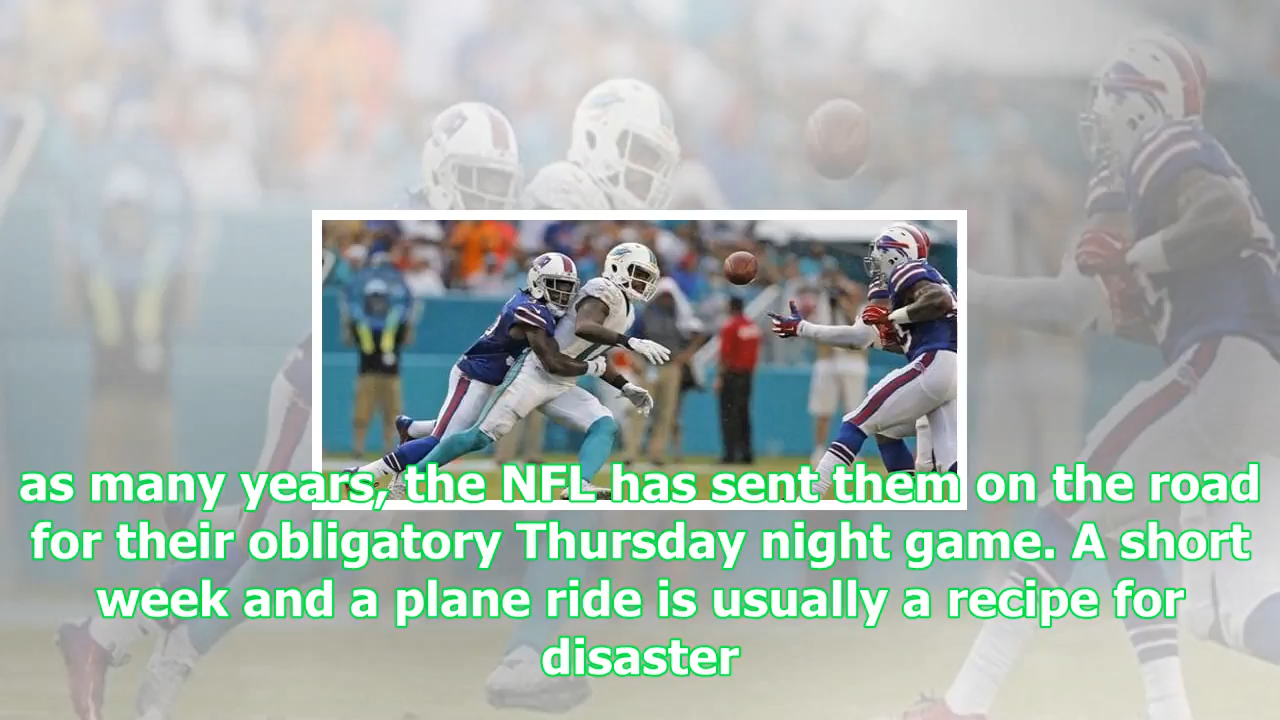 as many years, the NFL has sent them on the road
for their obligatory Thursday night game. A short
week and a plane ride is usually a recipe for
disaster